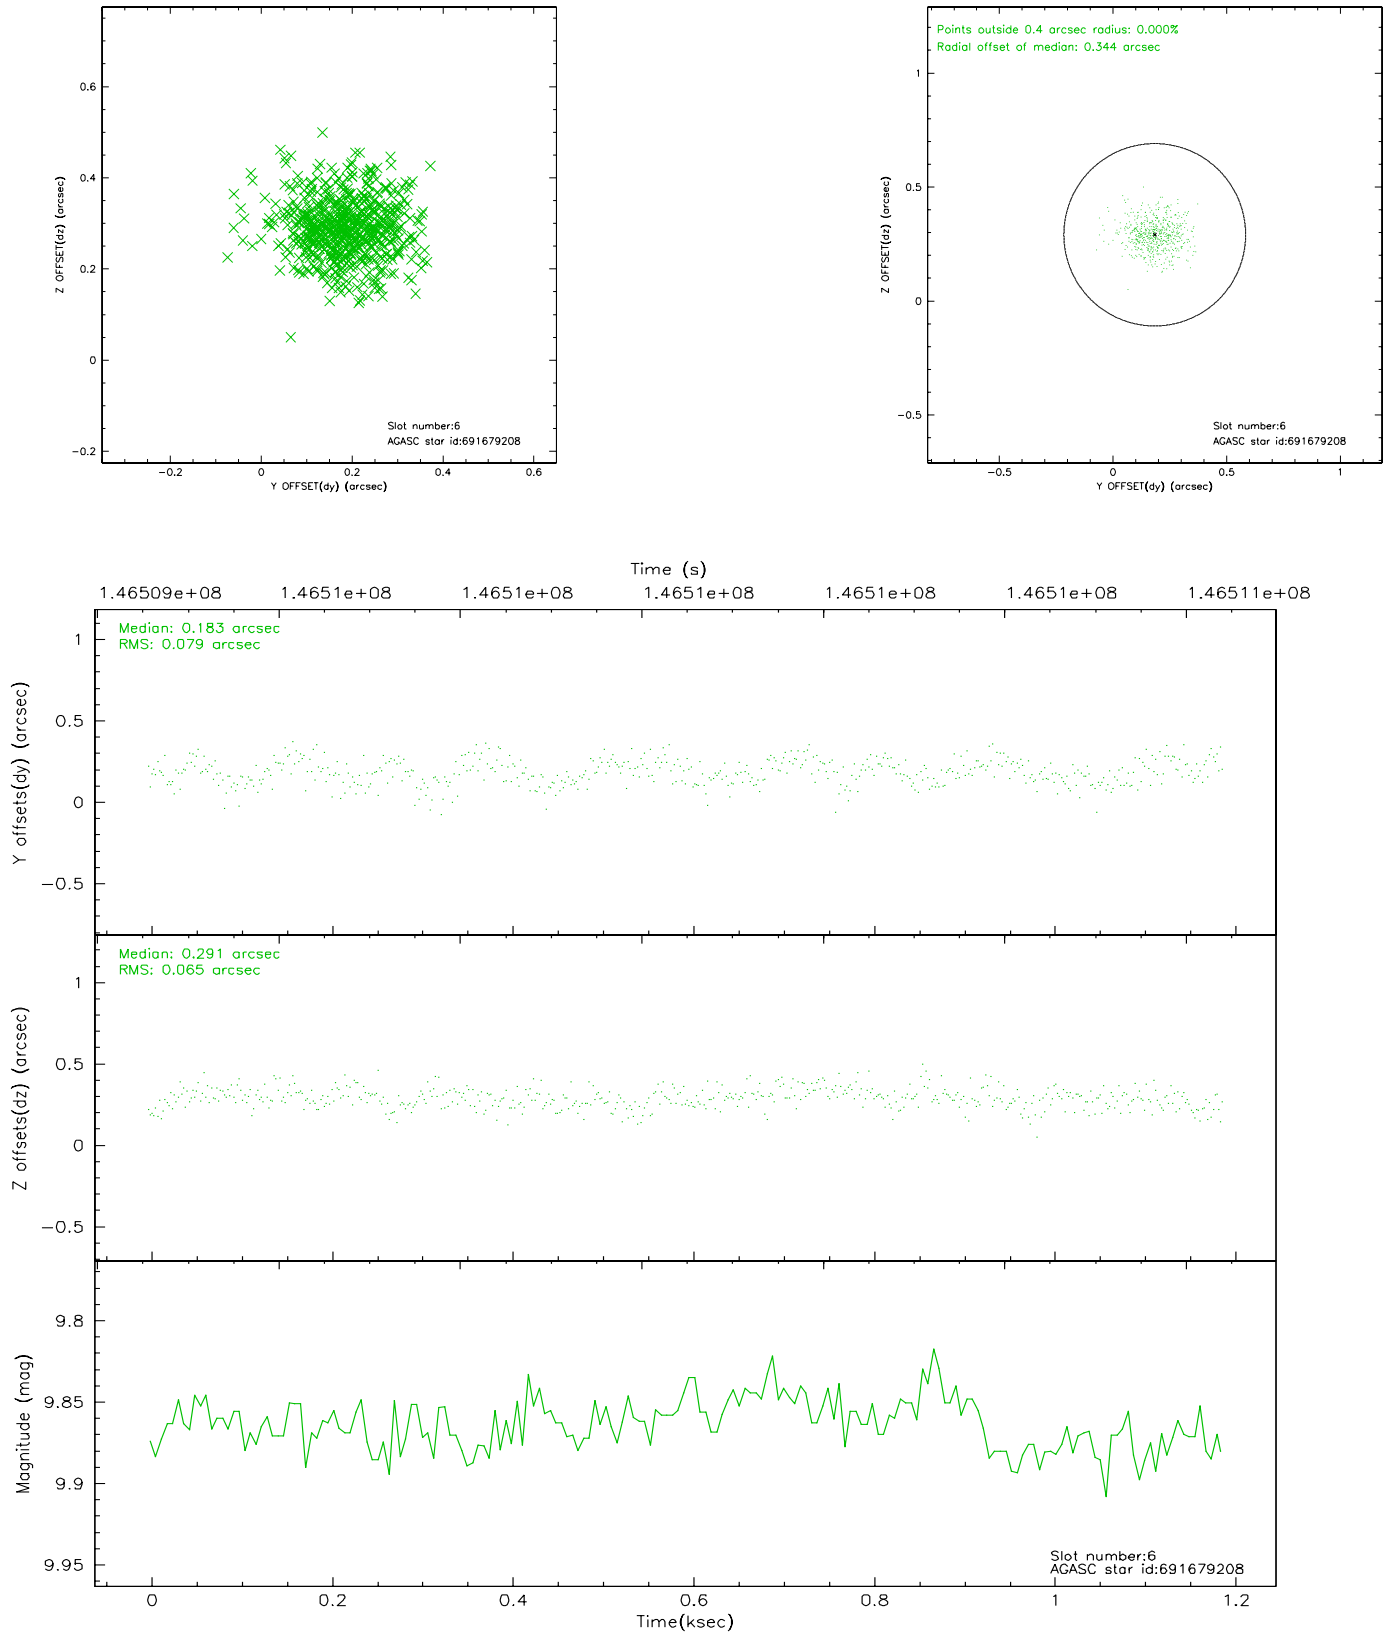 0.6
0.4
0.2
0
−0.2
Z OFFSET(dz) (arcsec)
Slot number:6
AGASC star id:691679208
−0.2 0 0.2 0.4 0.6
Y OFFSET(dy) (arcsec)
Points outside 0.4 arcsec radius: 0.000%
Radial offset of median: 0.344 arcsec
1
0.5
0
−0.5
Z OFFSET(dz) (arcsec)
Slot number:6
AGASC star id:691679208
−0.5 0 0.5 1
Y OFFSET(dy) (arcsec)
Time (s)
1.46509e+08 1.4651e+08 1.4651e+08 1.4651e+08 1.4651e+08 1.4651e+08 1.46511e+08
Median: 0.183 arcsec
RMS: 0.079 arcsec
1
0.5
0
−0.5
Y offsets(dy) (arcsec)
Median: 0.291 arcsec
RMS: 0.065 arcsec
1
0.5
0
−0.5
Z offsets(dz) (arcsec)
9.8
9.85
9.9
9.95
Magnitude (mag)
Slot number:6
AGASC star id:691679208
0 0.2 0.4 0.6 0.8 1 1.2
Time(ksec)